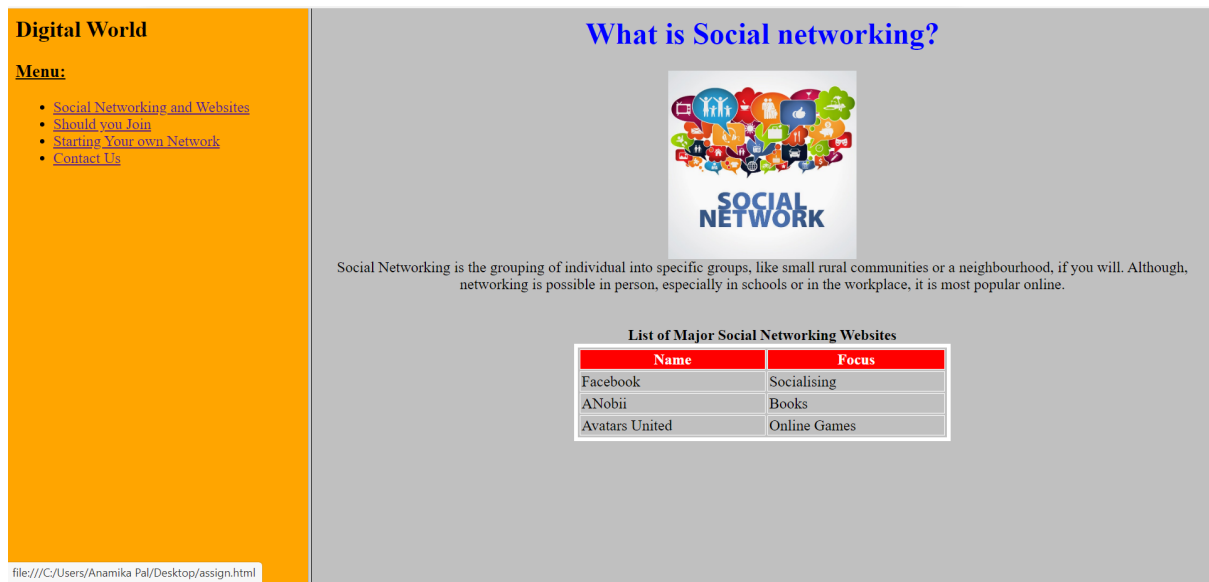 Digital World
Menu:
Social Networking and Websites
Should you Join
Starting Your own Network
Contact Us
What is Social networking?
SOCIAL
NETWORK
Social Networking is the grouping of individual into specific groups, like small rural communities or a neighbourhood, if you will. Although,
networking is possible in person, especially in schools or in the workplace, it is most popular online.
List of Major Social Networking Websites
Name Focus
Facebook Socialising
ANobii Books
Avatars United Online Games
file:///C:/Users/Anamika Pal/Desktop/assign.html